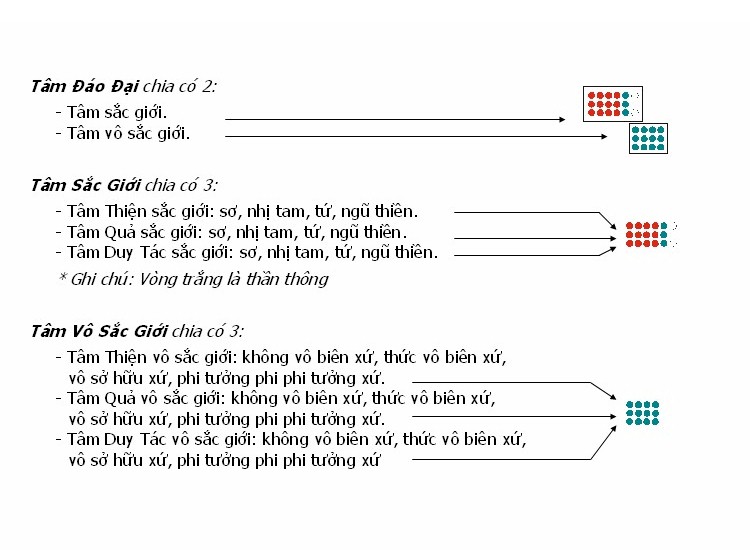 Tâm Đáo Đại chia có 2:
- Tâm sắc giới.
- Tâm vô sắc giới.
Tâm Sắc Giới chia có 3:
- Tâm Thiện sắc giới: sơ, nhị tam, tứ, ngũ thiền.
- Tâm Quả sắc giới: sơ, nhị tam, tứ, ngũ thiền.
- Tâm Duy Tác sắc giới: sơ, nhị tam, tứ, ngũ thiền.
* Ghi chú: Vòng trắng là thần thông
Tâm Vô Sắc Giới chia có 3:
- Tâm Thiện vô sắc giới: không vô biên xứ, thức vô biên xứ,
vô sở hữu xứ, phi tưởng phi phi tưởng xứ.
- Tâm Quả vô sắc giới: không vô biên xứ, thức vô biên xứ,
vô sở hữu xứ, phi tưởng phi phi tưởng xứ.
- Tâm Duy Tác vô sắc giới: không vô biên xứ, thức vô biên xứ,
vô sở hữu xứ, phi tưởng phi phi tưởng xứ